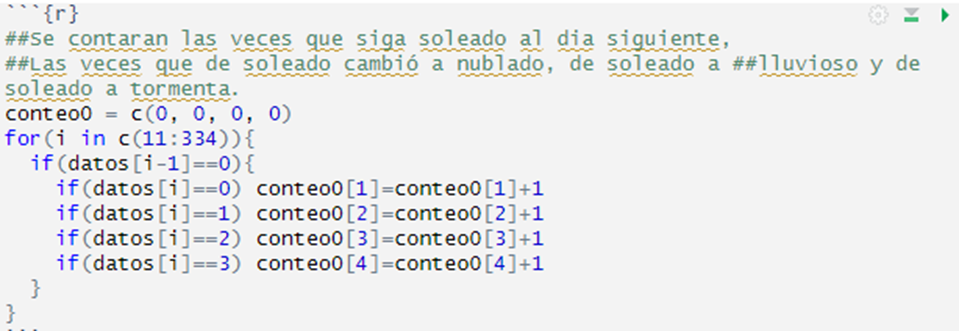 ```{r}
##Se contaran las veces que siga soleado al dia siguiente,
##Las veces que de soleado cambió a nublado, de soleado a ##lluvioso y de
soleado a tormenta.
conteo0 = c(0, 0, 0, 0)
for(i in c(11:334)){
  if(datos[i-1]==0){
    if(datos[i]==0) conteo0[1]=conteo0[1]+1
    if(datos[i]==1) conteo0[2]=conteo0[2]+1
    if(datos[i]==2) conteo0[3]=conteo0[3]+1
    if(datos[i]==3) conteo0[4]=conteo0[4]+1
  }
}
```